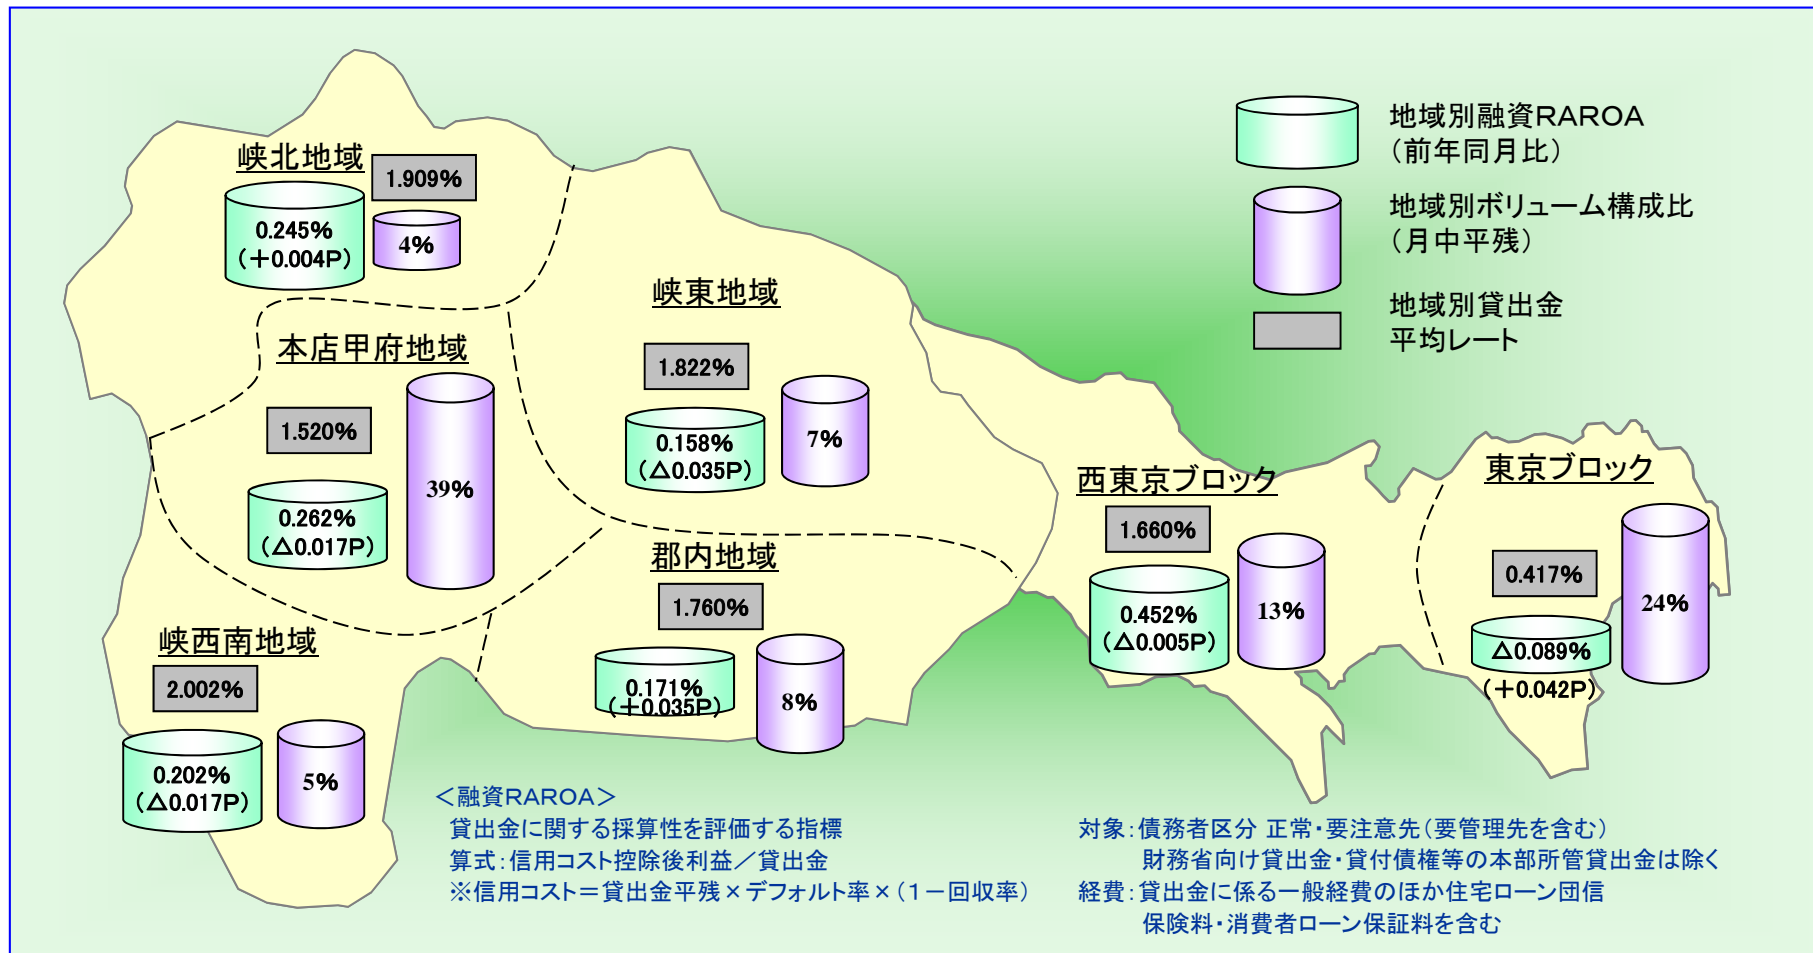 地域別融資RAROA
（前年同月比）
地域別ボリューム構成比
（月中平残）
地域別貸出金
平均レート
峡北地域
1.909%
0.245%
（＋0.004P）
4%
本店甲府地域
1.520%
0.262%
（△0.017P）
39%
峡東地域
1.822%
0.158%
（△0.035P）
7%
郡内地域
1.760%
0.171%
（＋0.035P）
8%
峡西南地域
2.002%
0.202%
（△0.017P）
5%
西東京ブロック
1.660%
0.452%
（△0.005P）
13%
東京ブロック
0.417%
△0.089%
（＋0.042P）
24%
＜融資RAROA＞
貸出金に関する採算性を評価する指標
算式：信用コスト控除後利益／貸出金
※信用コスト＝貸出金平残×デフォルト率×（１－回収率）
対象：債務者区分 正常・要注意先（要管理先を含む）
財務省向け貸出金・貸付債権等の本部所管貸出金は除く
経費：貸出金に係る一般経費のほか住宅ローン団信
保険料・消費者ローン保証料を含む